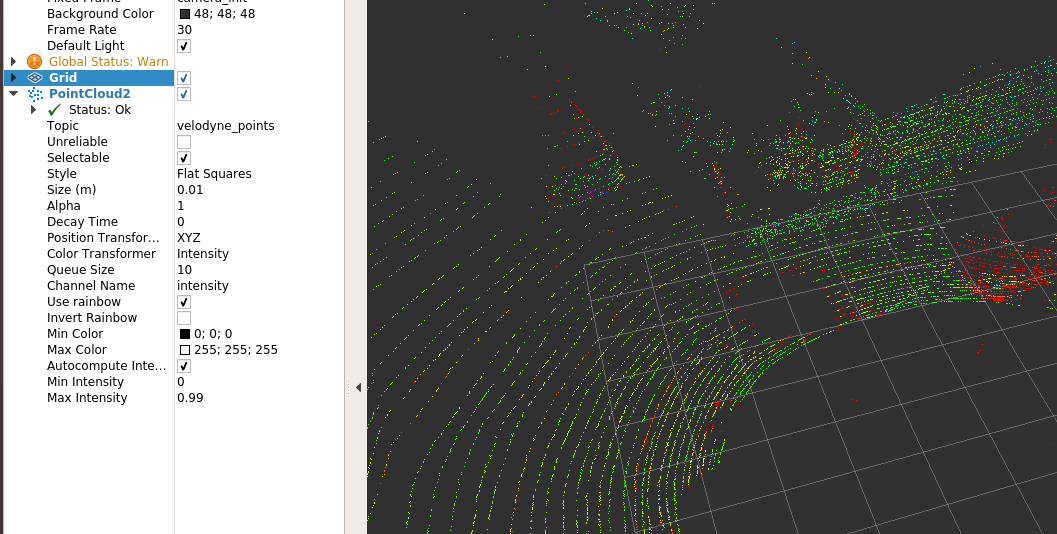 camera_init
Background Color 48; 48; 48
Frame Rate 30
Default Light
Global Status: Warn
Grid
PointCloud2
Status: Ok
Topic velodyne_points
Unreliable
Selectable
Style Flat Squares
Size (m) 0.01
Alpha 1
Decay Time 0
Position Transfor... XYZ
Color Transformer Intensity
Queue Size 10
Channel Name intensity
Use rainbow
Invert Rainbow
Min Color 0; 0; 0
Max Color 255; 255; 255
Autocompute Inte...
Min Intensity 0
Max Intensity 0.99